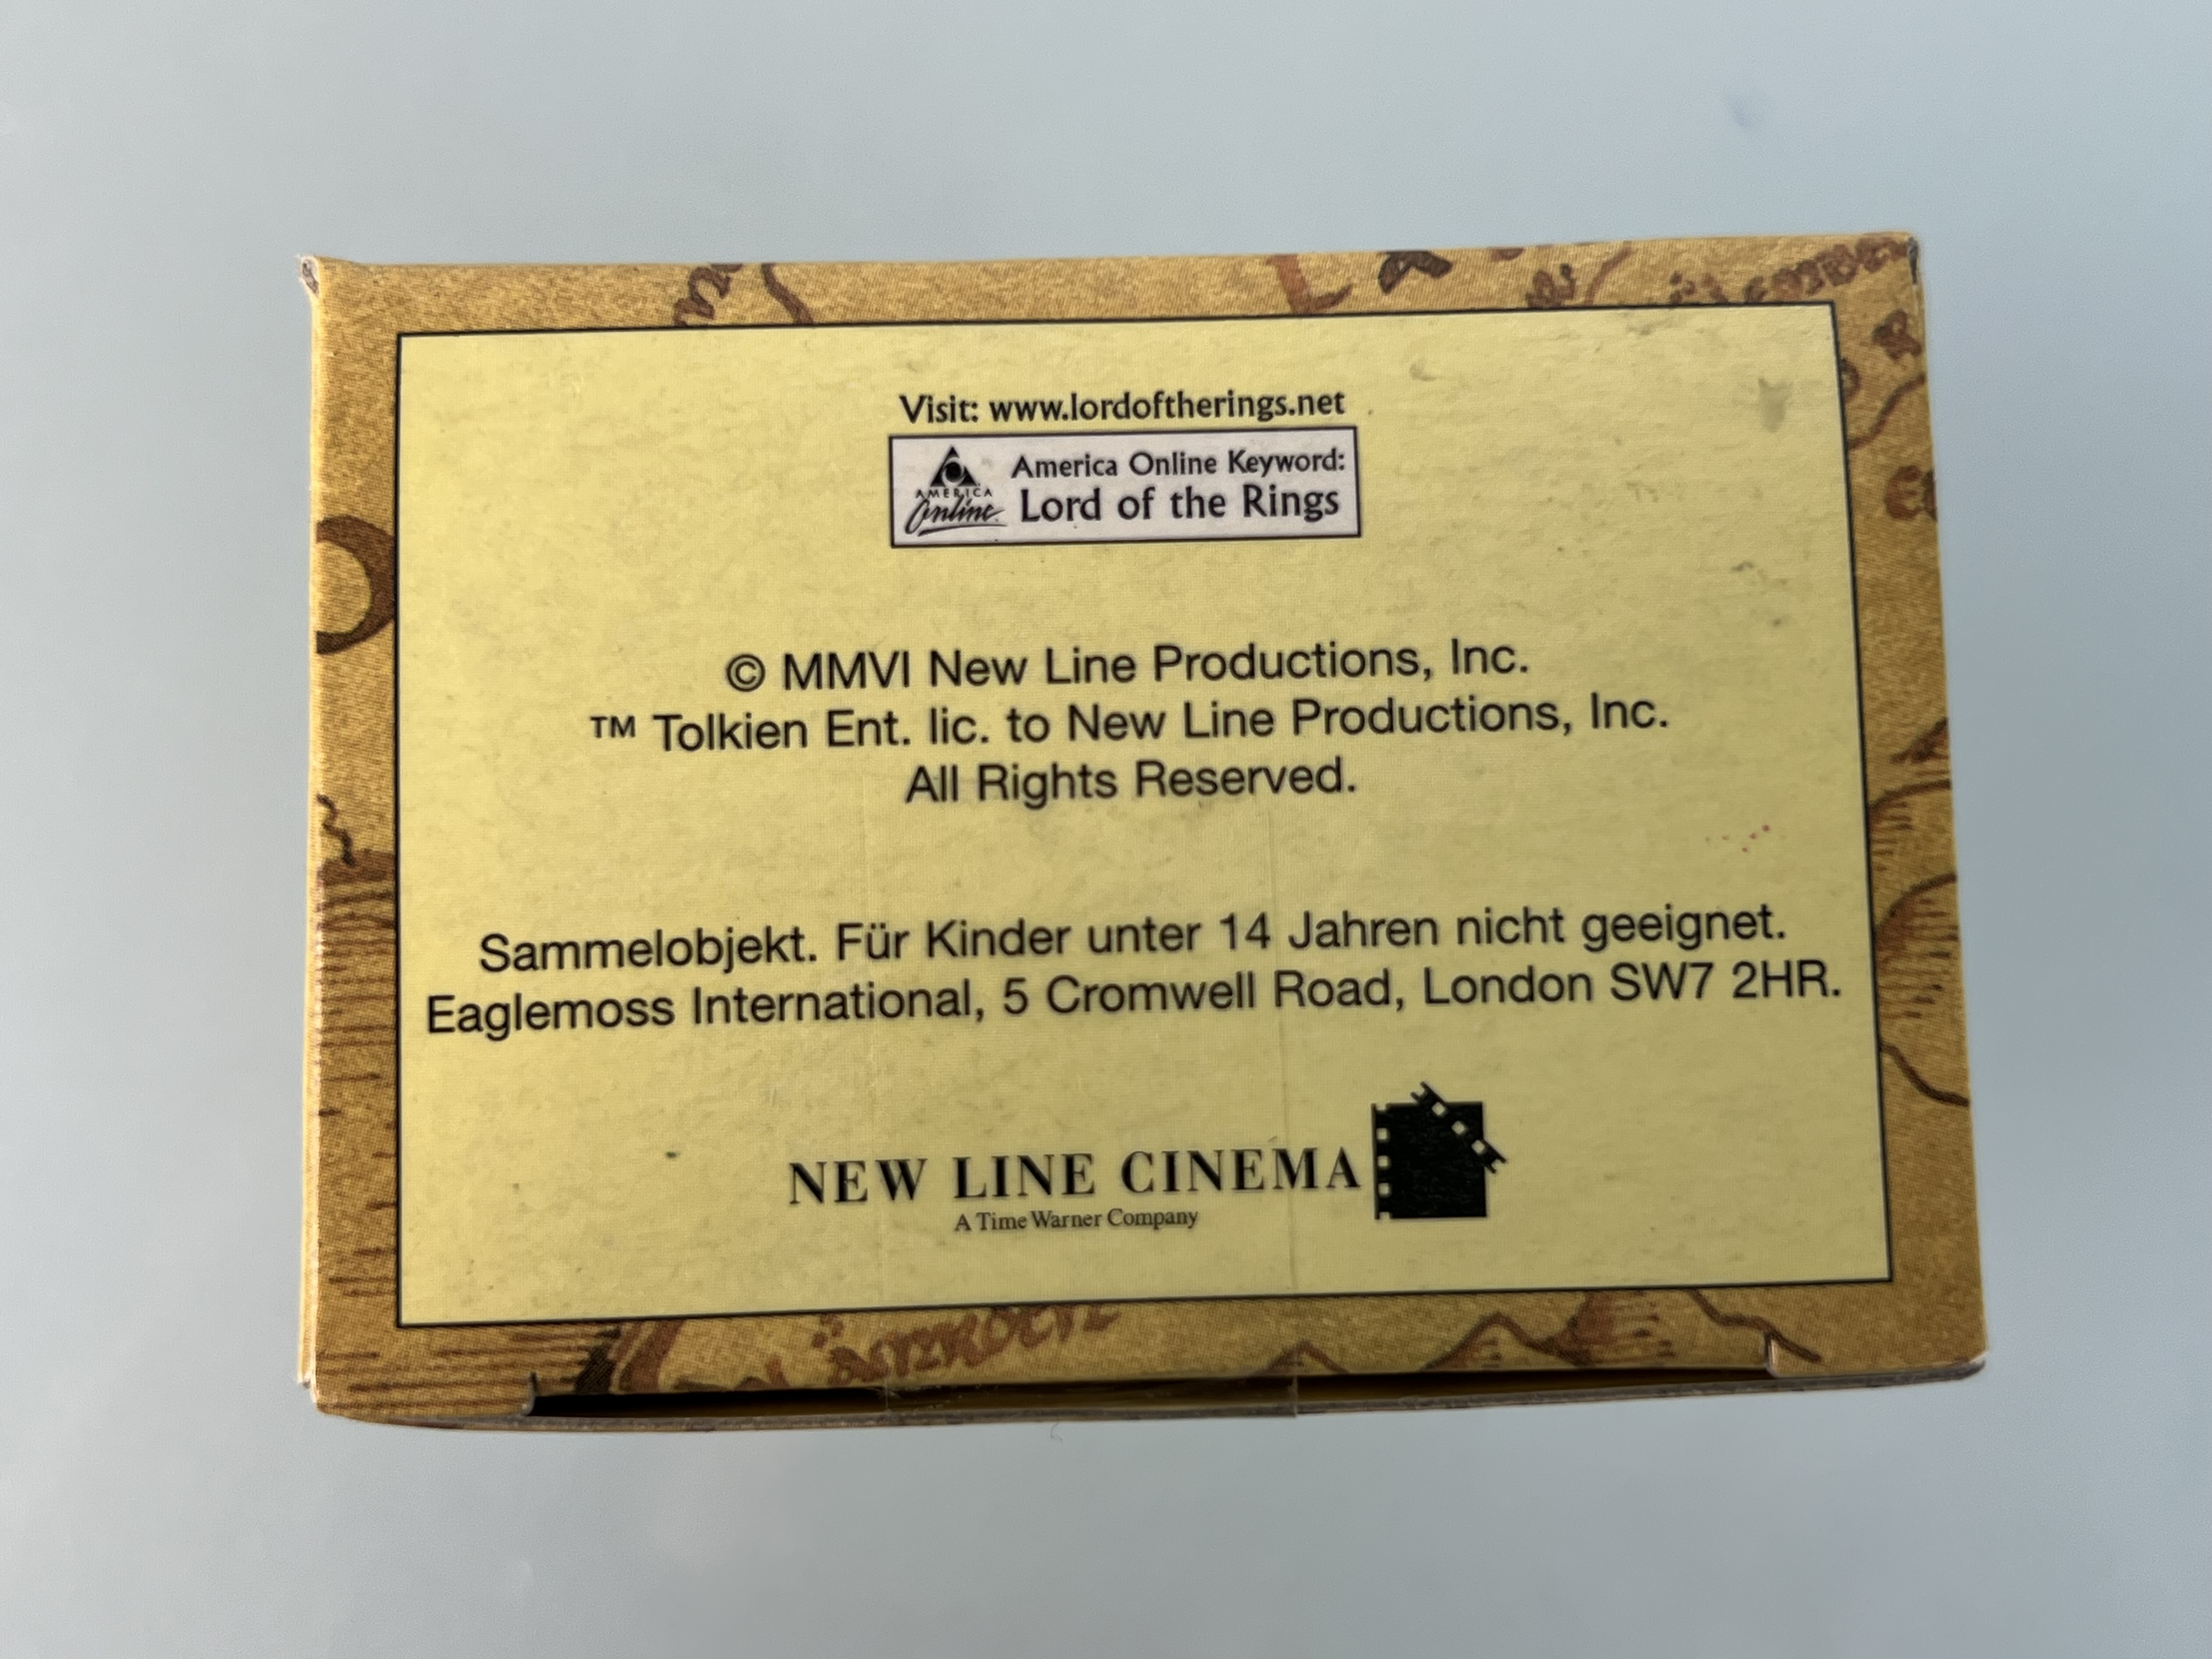 Visit: www.lordoftherings.net
America Online Keyword:
AMERICA
Online
Lord of the Rings
© MMVI New Line Productions, Inc.
™ Tolkien Ent. lic. to New Line Productions, Inc.
All Rights Reserved.
Sammelobjekt. Für Kinder unter 14 Jahren nicht geeignet.
Eaglemoss International, 5 Cromwell Road, London SW7 2HR.
NEW LINE CINEMA
A Time Warner Company